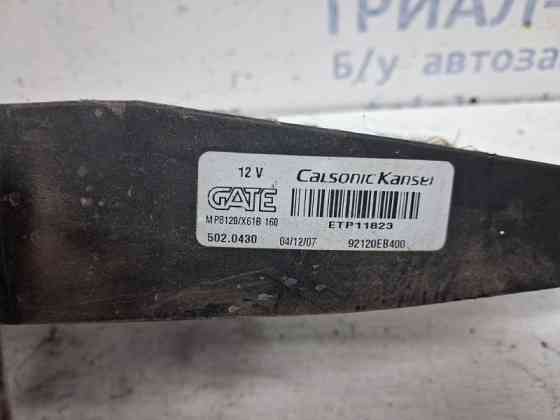 ТРИАЛ-
б/у автоза
12 V
CALSONIC KANSEI
GATE
MP8120/X61B 160
ETP11823
502.0430 04/12/07 92120EB400